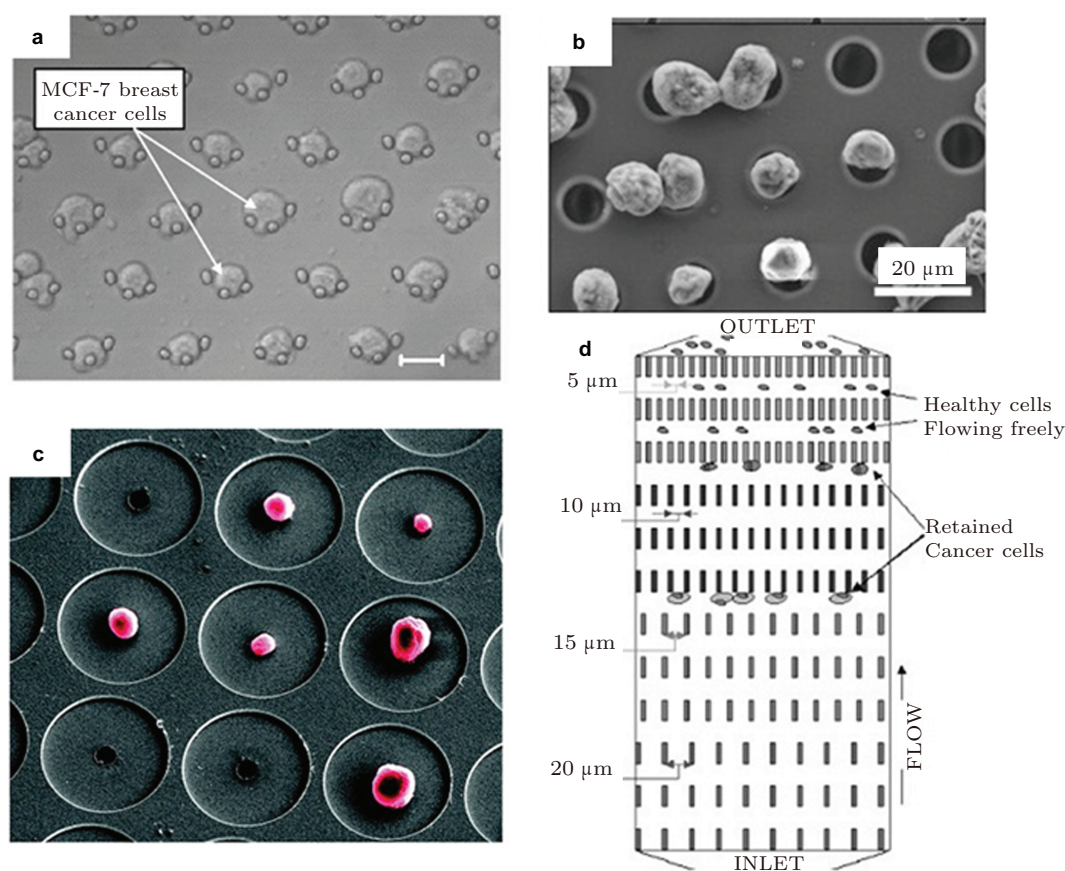 a
MCF-7 breast
cancer cells
b
20 µm
c
d
OUTLET
5 µm
Healthy cells
Flowing freely
10 µm
Retained
Cancer cells
15 µm
FLOW
20 µm
INLET